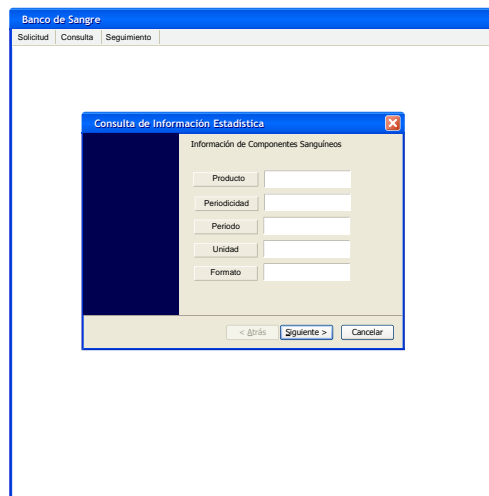 Banco de Sangre
Solicitud Consulta Seguimiento
Consulta de Información Estadística
Información de Componentes Sanguíneos
Producto
Periodicidad
Periodo
Unidad
Formato
< Atrás Siguiente > Cancelar